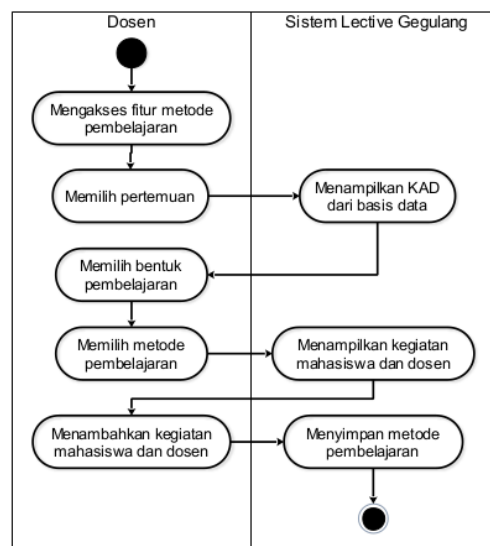 Dosen
Sistem Lective Gegulang
Mengakses fitur metode
pembelajaran
Memilih pertemuan
Menampilkan KAD
dari basis data
Memilih bentuk
pembelajaran
Memilih metode
pembelajaran
Menampilkan kegiatan
mahasiswa dan dosen
Menambahkan kegiatan
mahasiswa dan dosen
Menyimpan metode
pembelajaran